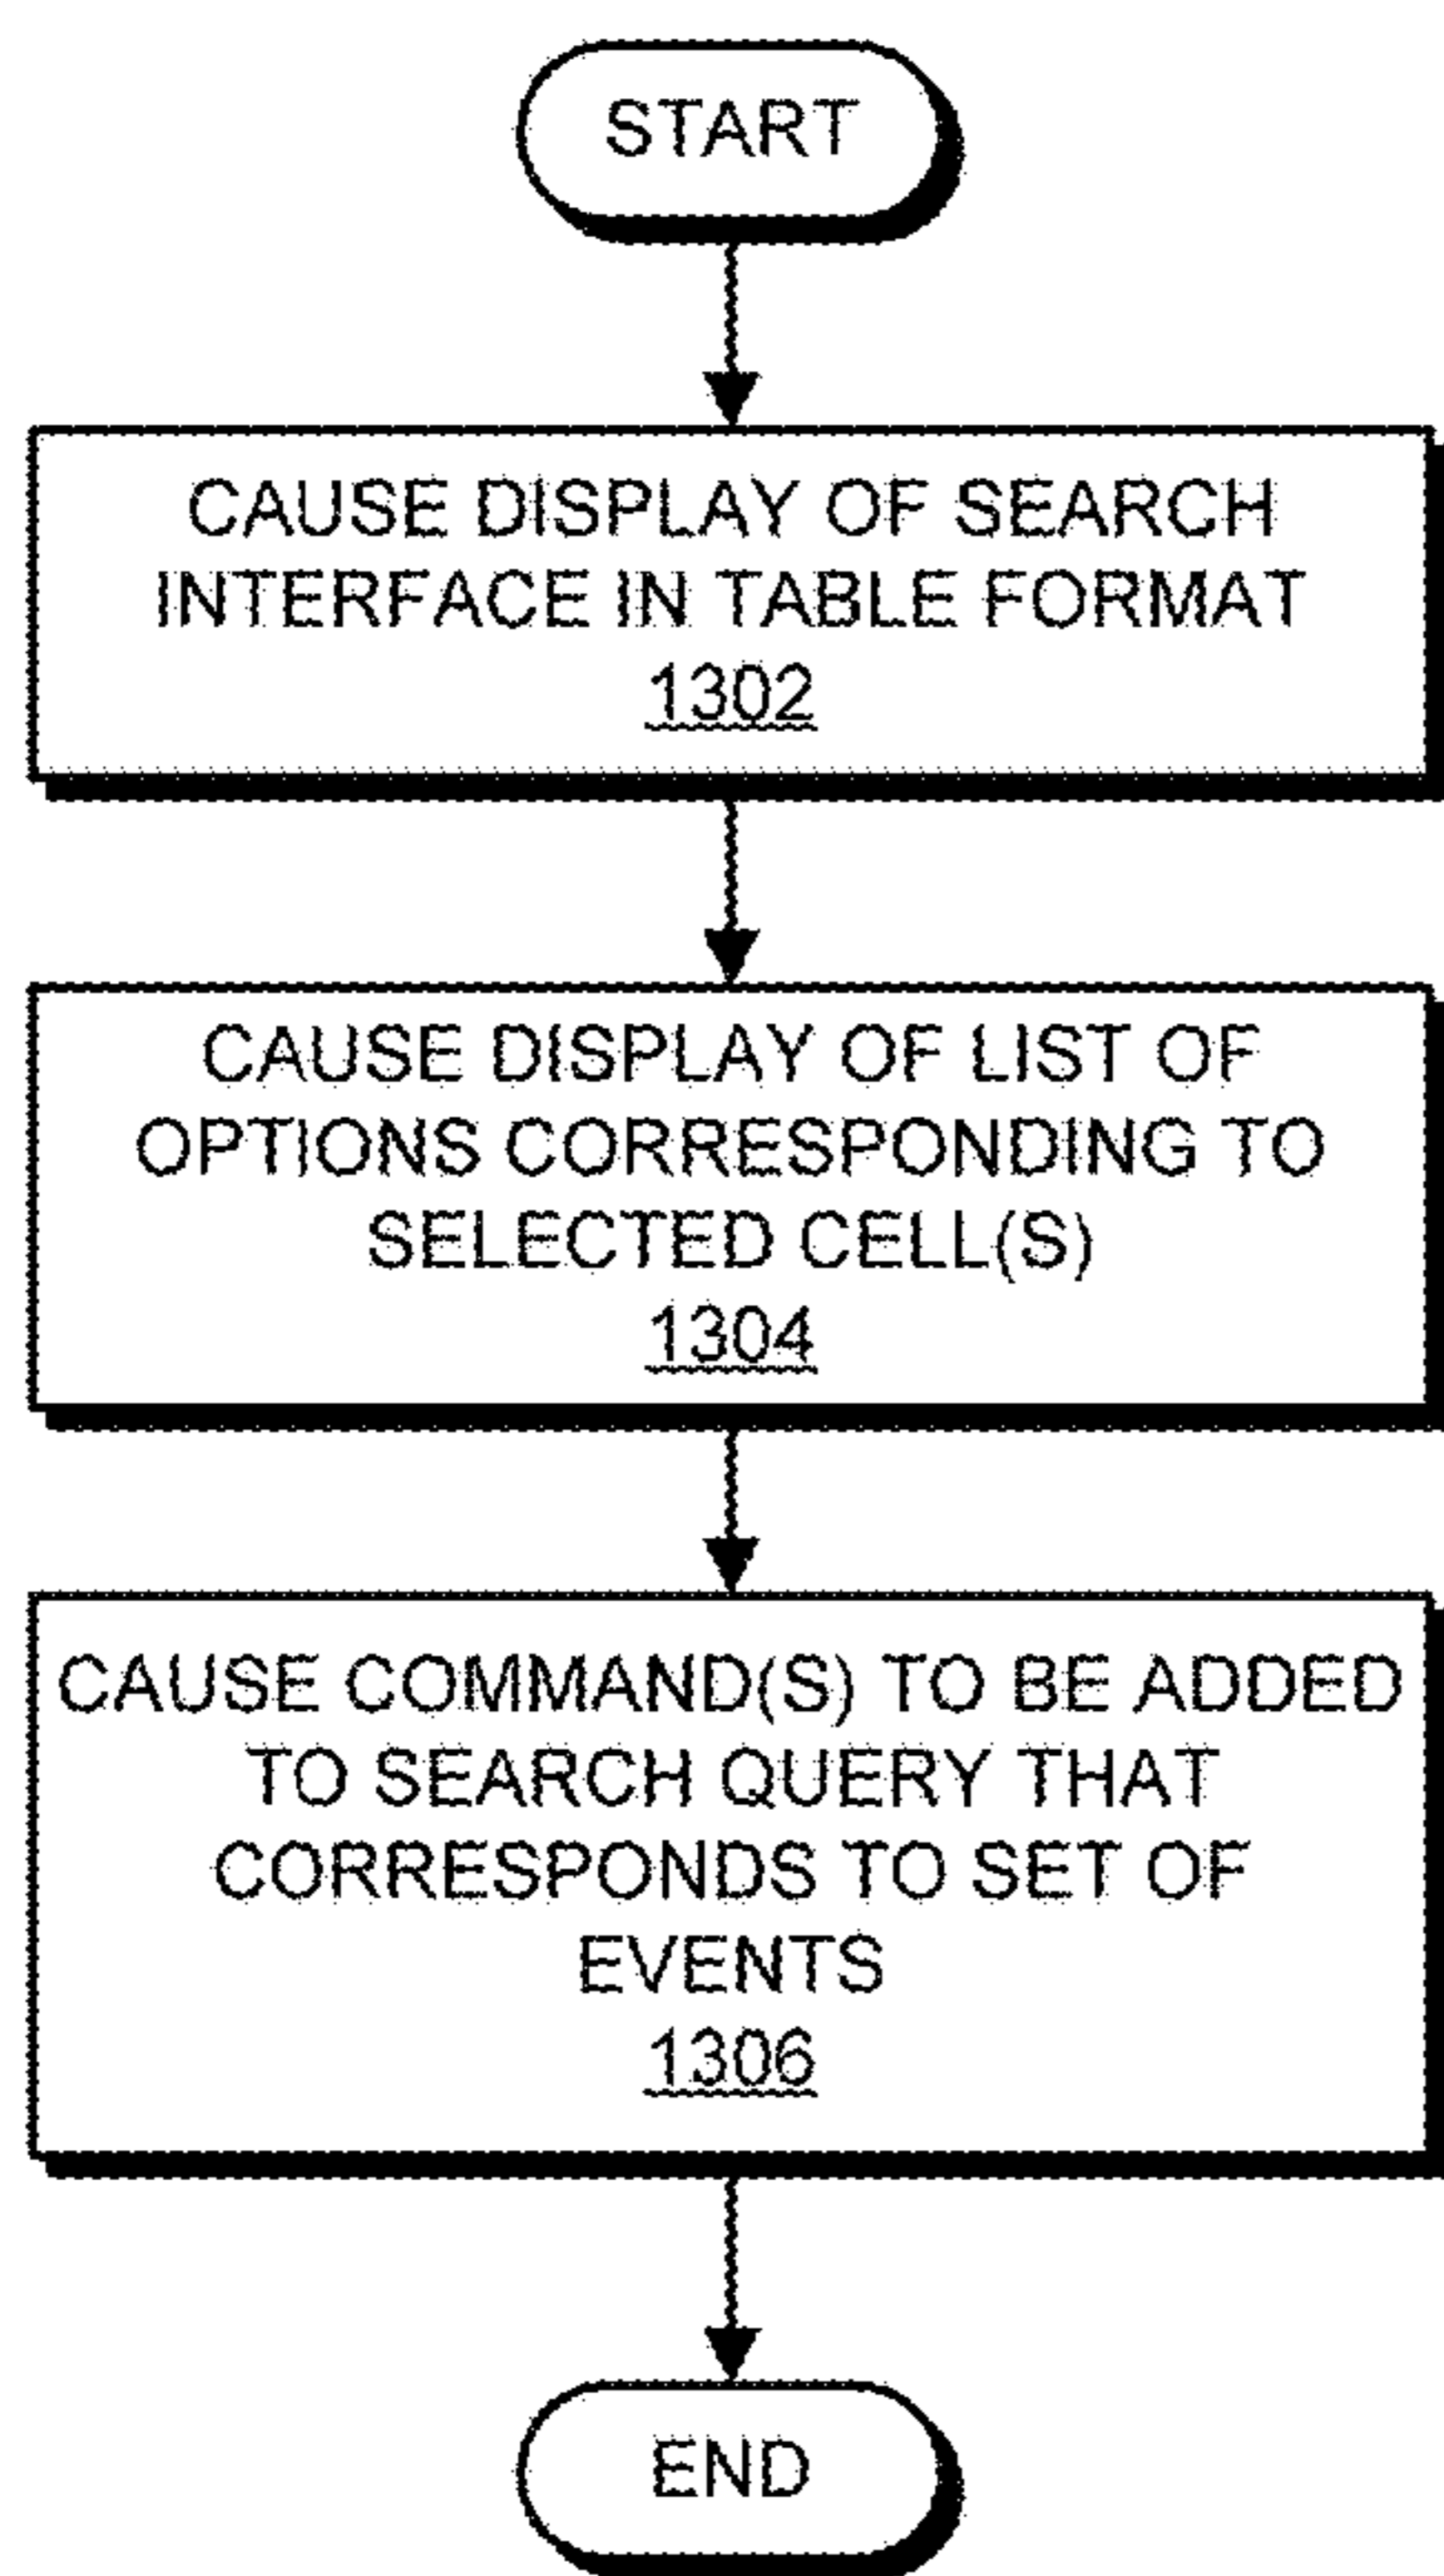 START
CAUSE DISPLAY OF SEARCH
INTERFACE IN TABLE FORMAT
1302
CAUSE DISPLAY OF LIST OF
OPTIONS CORRESPONDING TO
SELECTED CELL(S)
1304
CAUSE COMMAND(S) TO BE ADDED
TO SEARCH QUERY THAT
CORRESPONDS TO SET OF
EVENTS
1306
END